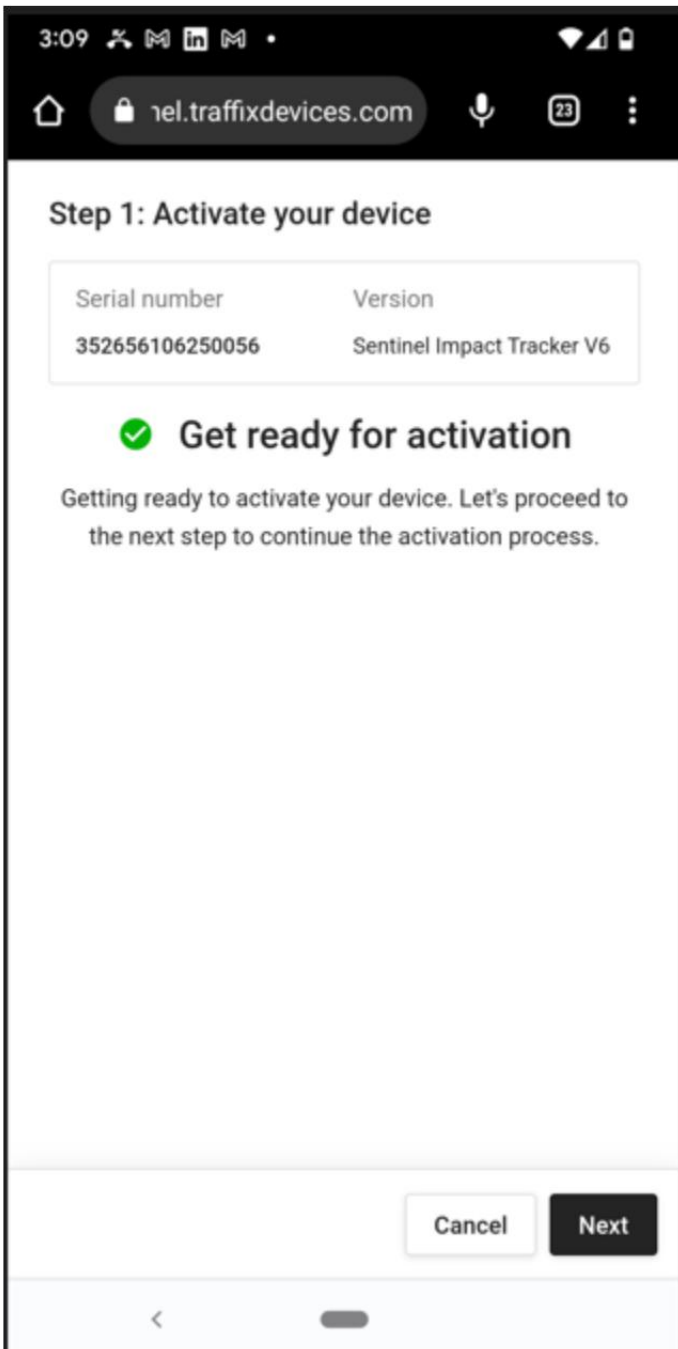 3:09
nel.traffixdevices.com
23
Step 1: Activate your device
Serial number Version
352656106250056 Sentinel Impact Tracker V6
Get ready for activation
Getting ready to activate your device. Let's proceed to
the next step to continue the activation process.
Cancel Next